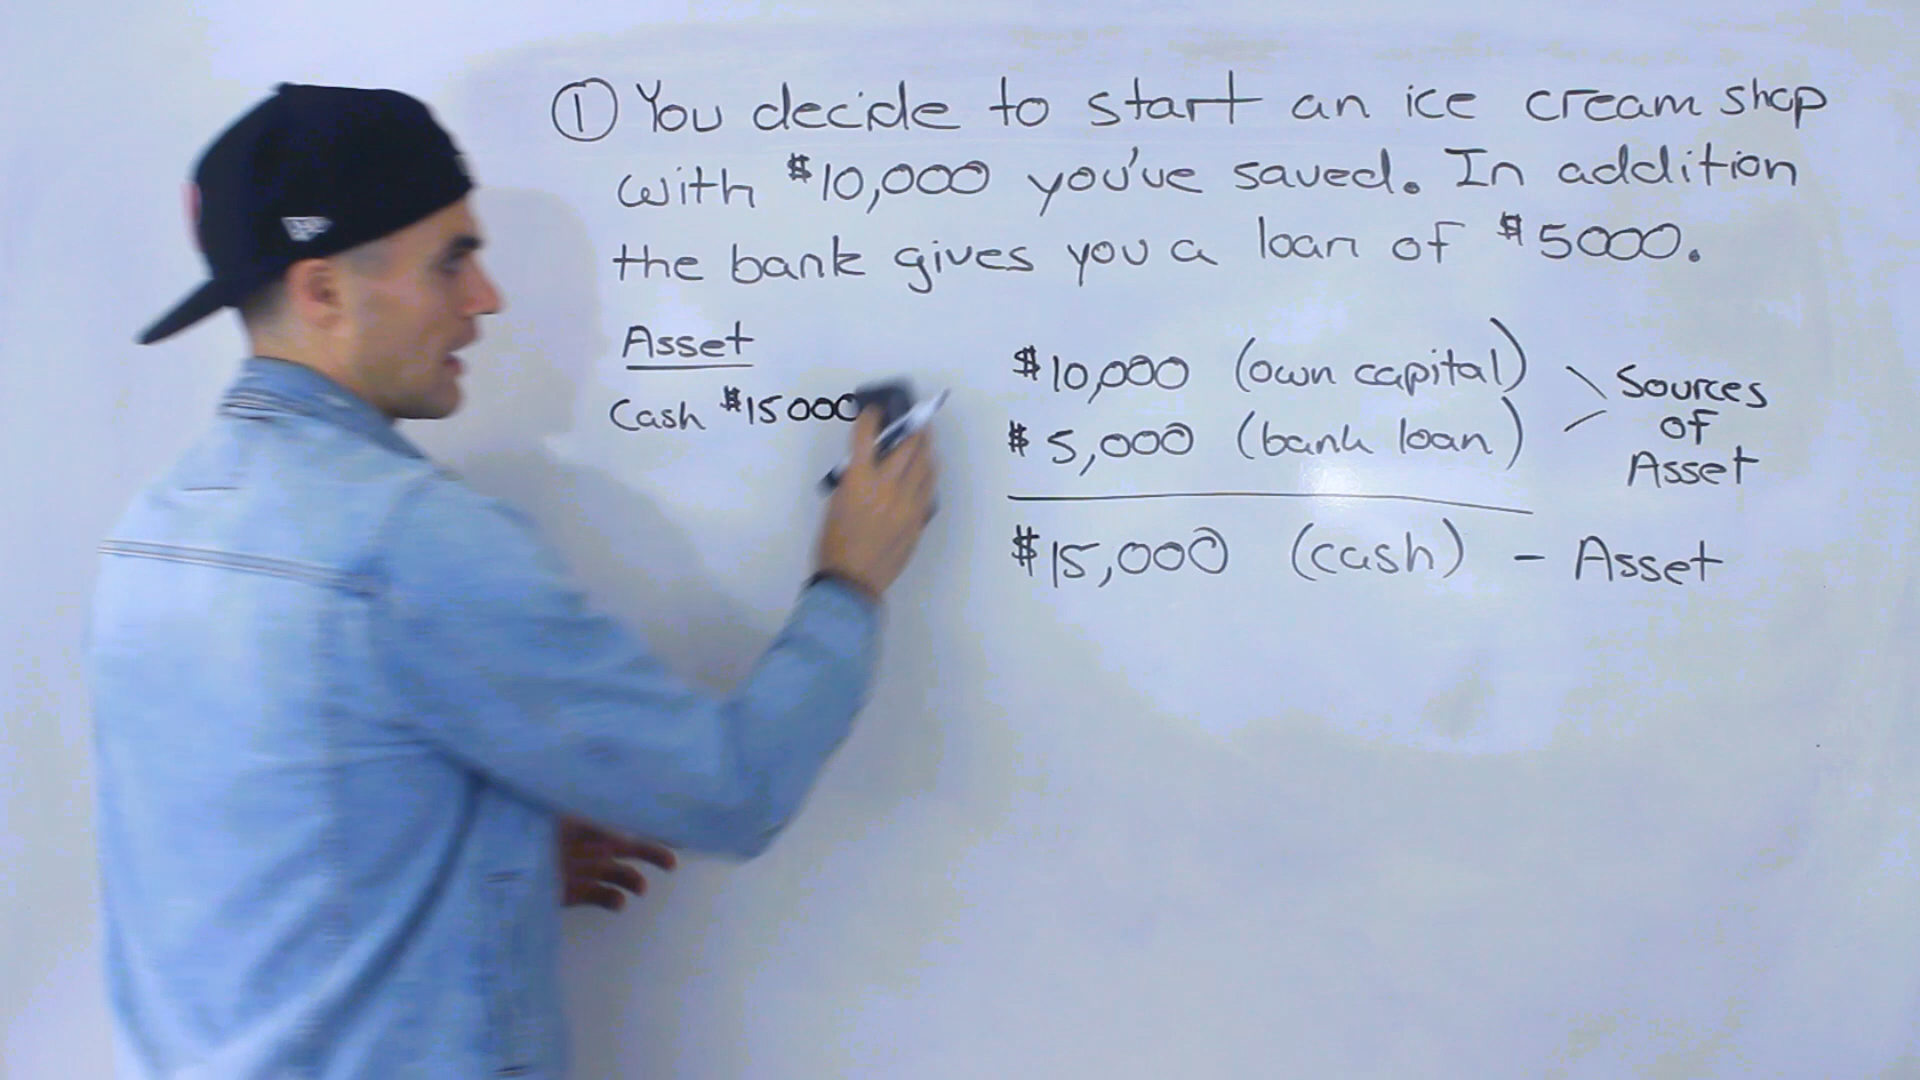 ① You decide to start an ice cream shop
with $10,000 you've saved. In addition
the bank gives you a loan of $5000.
Asset
Cash $15000
$10,000 (own capital)
$5,000 (bank loan)
Sources
of
Asset
$15,000 (cash) - Asset